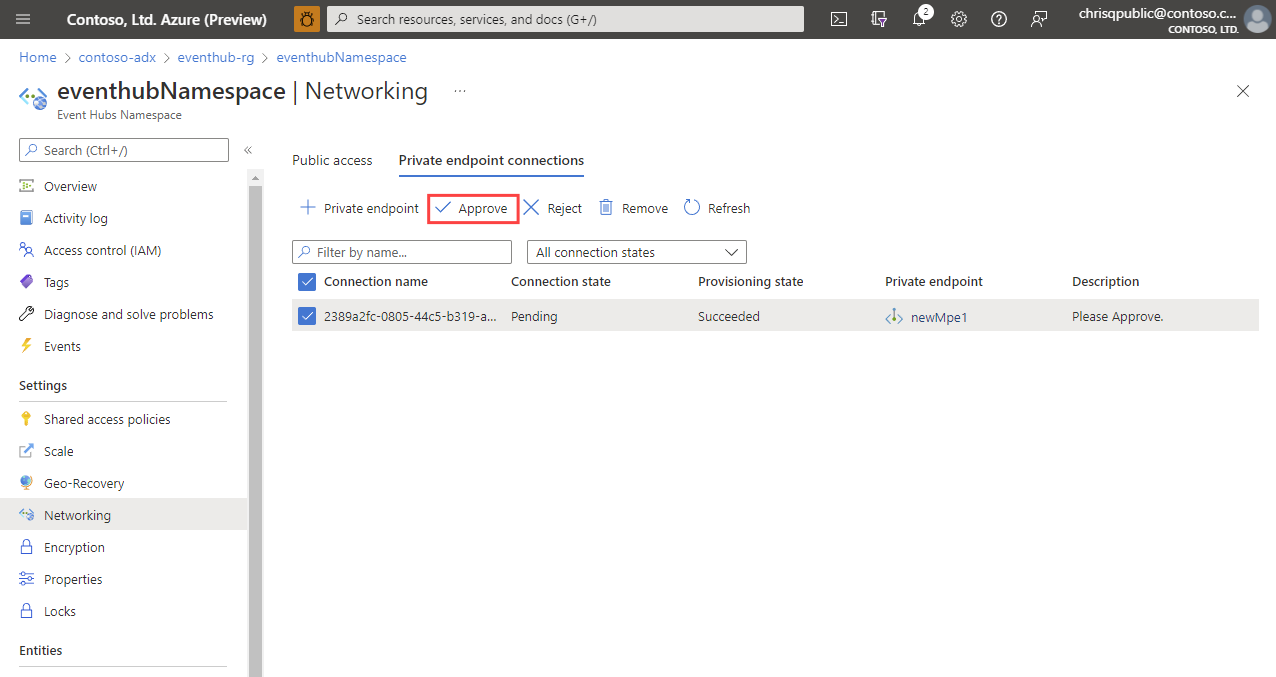 Contoso, Ltd. Azure (Preview)
Search resources, services, and docs (G+/)
2
chrisqpublic@contoso.c...
CONTOSO, LTD.
Home > contoso-adx > eventhub-rg > eventhubNamespace
eventhubNamespace | Networking ...
Event Hubs Namespace
Search (Ctrl+/)
«
Overview
Activity log
Access control (IAM)
Tags
Diagnose and solve problems
Events
Settings
Shared access policies
Scale
Geo-Recovery
Networking
Encryption
Properties
Locks
Entities
Public access
Private endpoint connections
Private endpoint
Approve
Reject
Remove
Refresh
Filter by name...
All connection states
Connection name Connection state Provisioning state Private endpoint Description
2389a2fc-0805-44c5-b319-a... Pending Succeeded newMpe1 Please Approve.